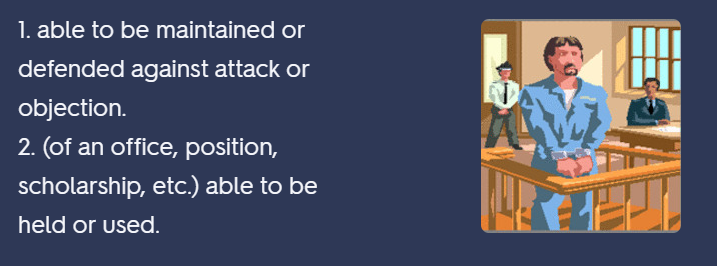 1. able to be maintained or
defended against attack or
objection.
2. (of an office, position,
scholarship, etc.) able to be
held or used.